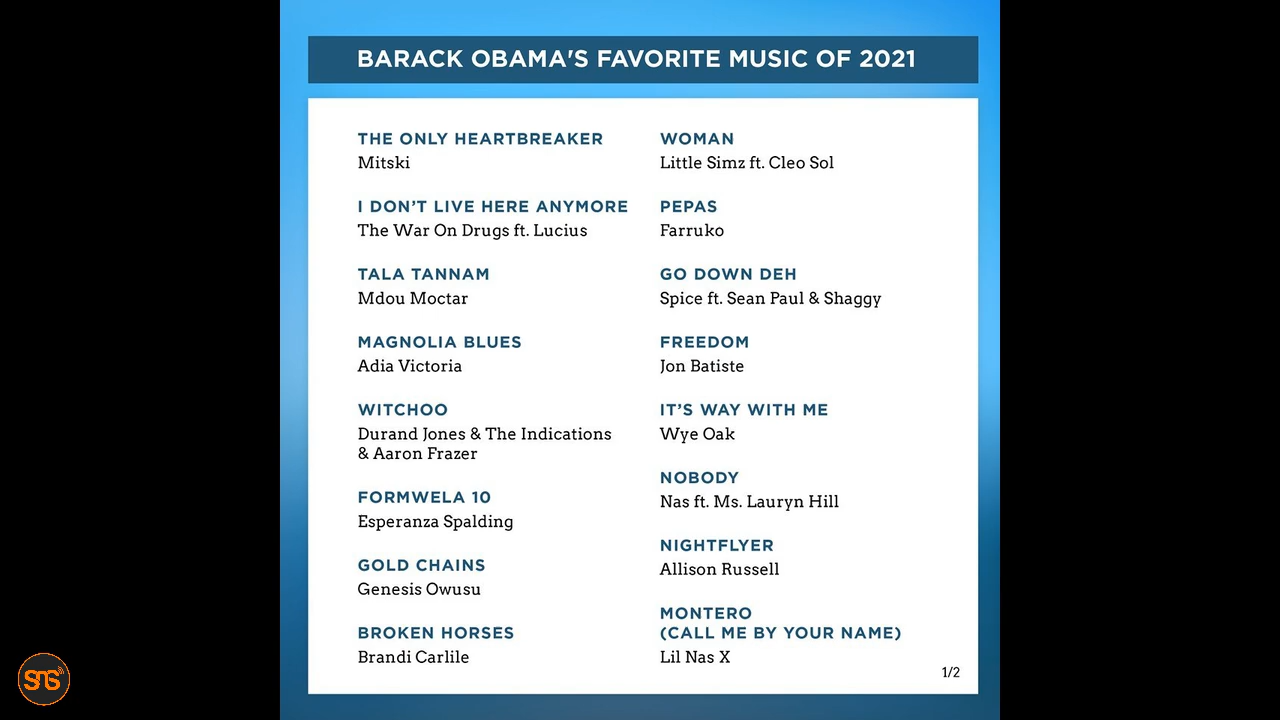 BARACK OBAMA'S FAVORITE MUSIC OF 2021
THE ONLY HEARTBREAKER
Mitski
I DON’T LIVE HERE ANYMORE
The War On Drugs ft. Lucius
TALA TANNAM
Mdou Moctar
MAGNOLIA BLUES
Adia Victoria
WITCHOO
Durand Jones & The Indications
& Aaron Frazer
FORMWELA 10
Esperanza Spalding
GOLD CHAINS
Genesis Owusu
BROKEN HORSES
Brandi Carlile
WOMAN
Little Simz ft. Cleo Sol
PEPAS
Farruko
GO DOWN DEH
Spice ft. Sean Paul & Shaggy
FREEDOM
Jon Batiste
IT’S WAY WITH ME
Wye Oak
NOBODY
Nas ft. Ms. Lauryn Hill
NIGHTFLYER
Allison Russell
MONTERO
(CALL ME BY YOUR NAME)
Lil Nas X
1/2
SNS